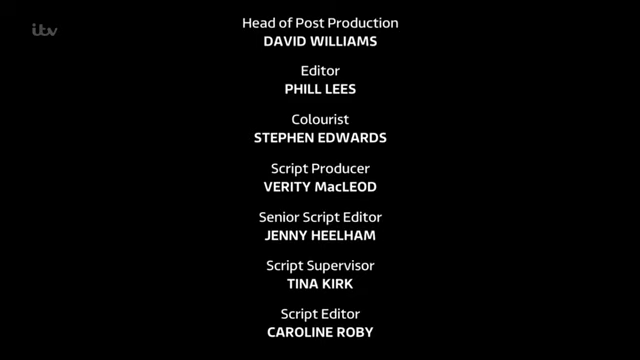 itv
Head of Post Production
DAVID WILLIAMS
Editor
PHILL LEES
Colourist
STEPHEN EDWARDS
Script Producer
VERITY MacLEOD
Senior Script Editor
JENNY HEELHAM
Script Supervisor
TINA KIRK
Script Editor
CAROLINE ROBY